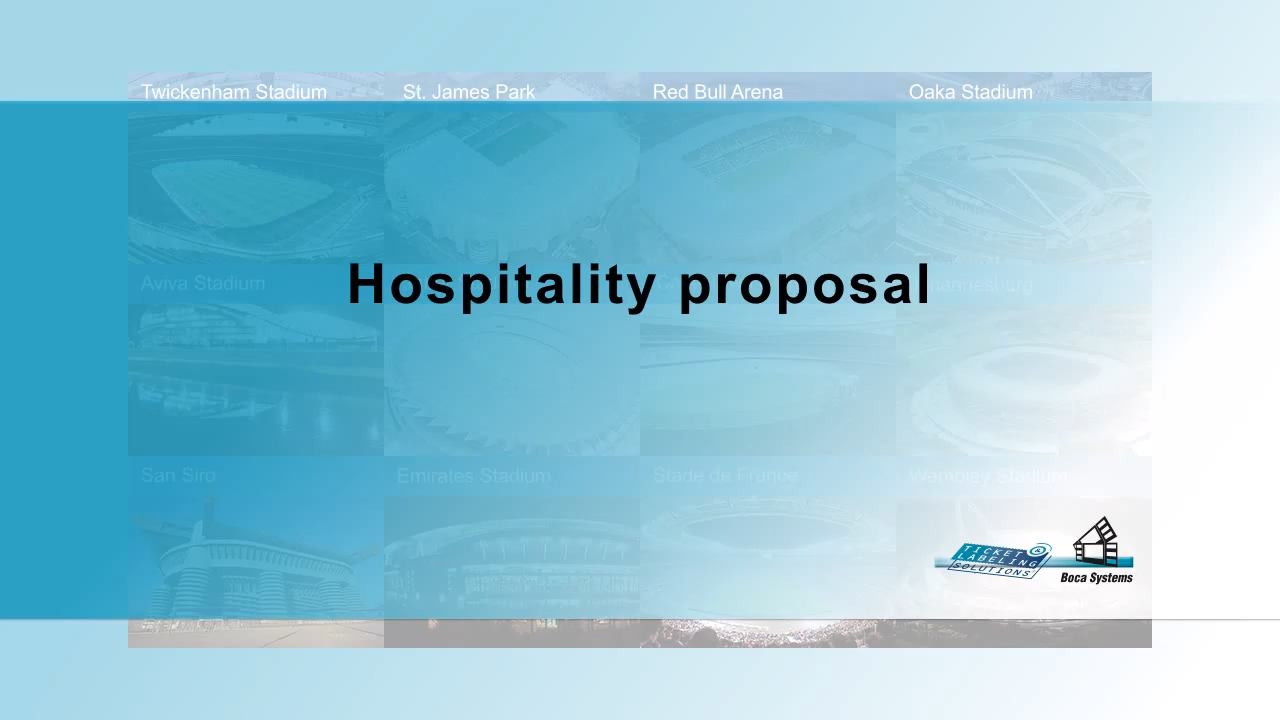 Twickenham Stadium
St. James Park
Red Bull Arena
Oaka Stadium
Hospitality proposal
Aviva Stadium
San Siro
Emirates Stadium
Stade de France
Wembley Stadium
TICKET &
LABELING
SOLUTIONS
Boca Systems